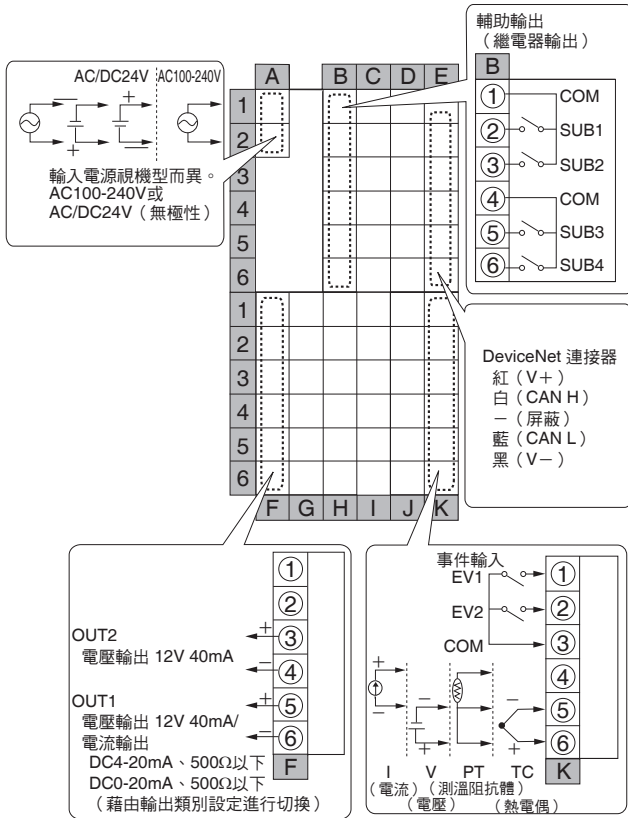 AC/DC24V AC100-240V
+
+
輸入電源視機型而異。
AC100-240V或
AC/DC24V（無極性）
A B C D E
1
2
3
4
5
6
1
2
3
4
5
6
F G H I J K
輔助輸出
（繼電器輸出）
B
① COM
② SUB1
③ SUB2
④ COM
⑤ SUB3
⑥ SUB4
DeviceNet 連接器
紅（V＋）
白（CAN H）
－（屏蔽）
藍（CAN L）
黑（V－）
①
②
OUT2 + ③
電壓輸出 12V 40mA
− ④
OUT1 + ⑤
電壓輸出 12V 40mA/
電流輸出 − ⑥
DC4-20mA、500Ω以下 F
DC0-20mA、500Ω以下
（藉由輸出類別設定進行切換）
事件輸入
EV1 ①
EV2 ②
COM ③
④
+ − − ⑤
− + + ⑥
I V PT TC K
（電流）（測溫阻抗體）
（電壓） （熱電偶）